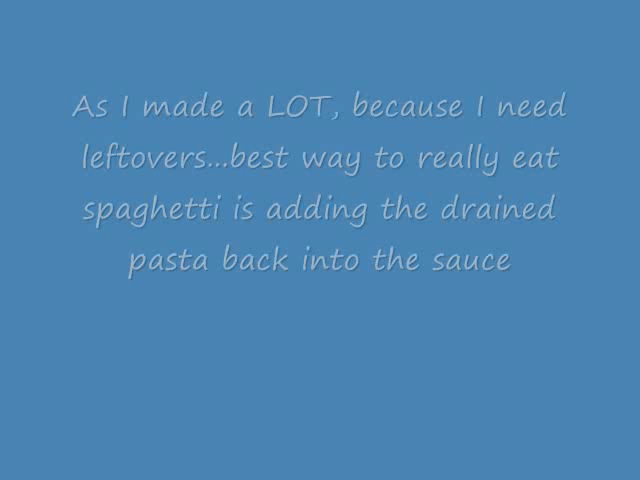 As I made a LOT, because I need
leftovers...best way to really eat
spaghetti is adding the drained
pasta back into the sauce